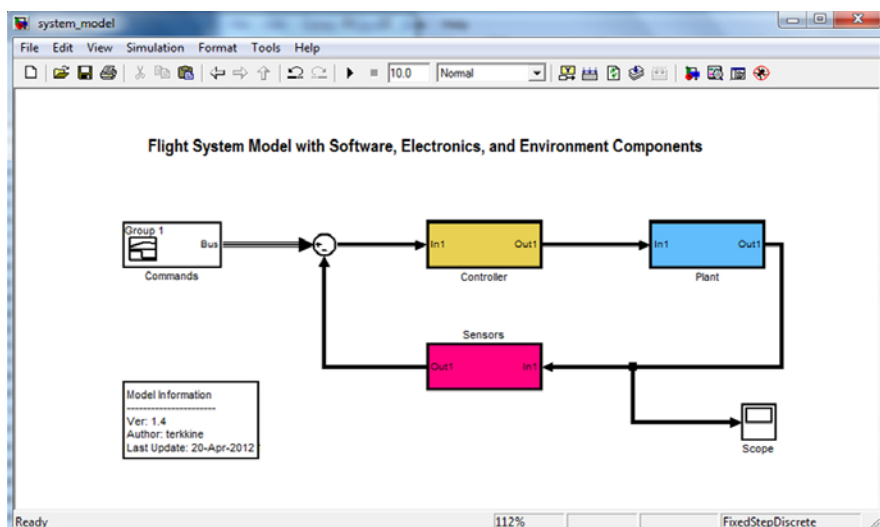 system_model
File Edit View Simulation Format Tools Help
10.0 Normal
Flight System Model with Software, Electronics, and Environment Components
Group 1
Bus
Commands
In1 Out1
Controller
In1 Out1
Plant
Sensors
Out1 In1
Model Information
----------------------
Ver: 1.4
Author: terkkine
Last Update: 20-Apr-2012
Scope
Ready 112% FixedStepDiscrete